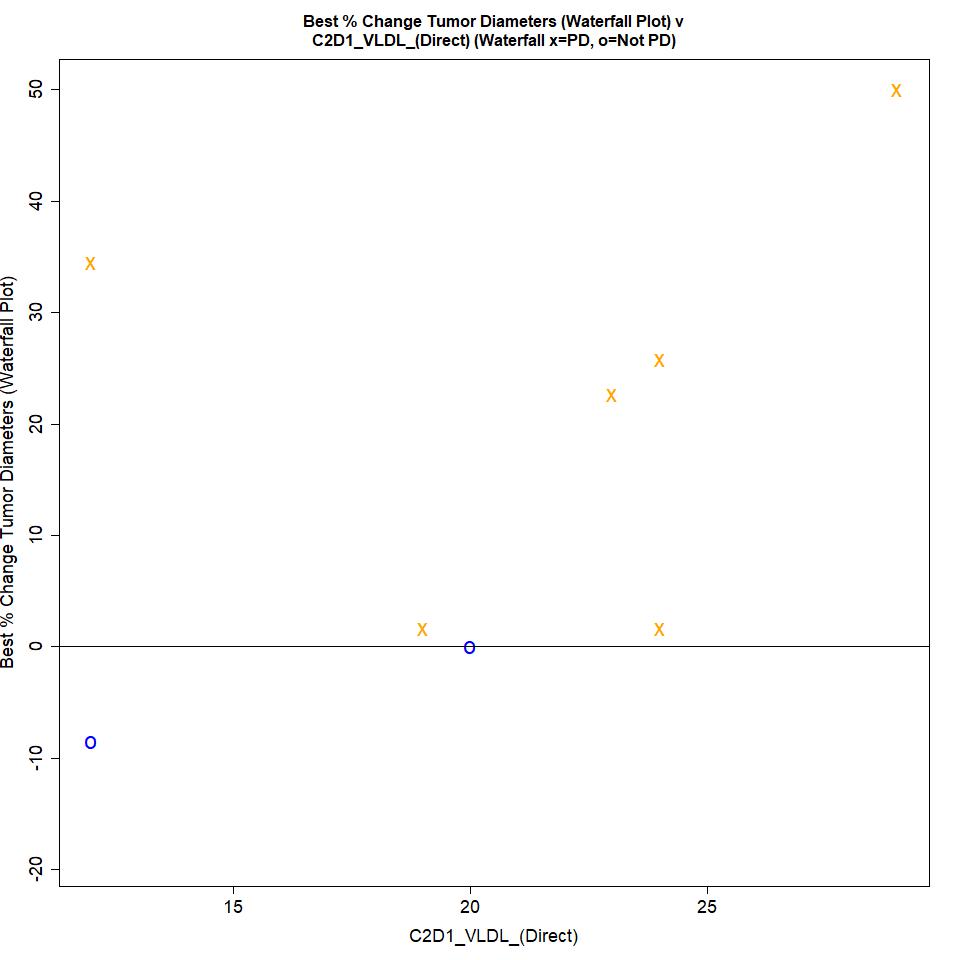 Best % Change Tumor Diameters (Waterfall Plot) v
C2D1_VLDL_(Direct) (Waterfall x=PD, o=Not PD)
Best % Change Tumor Diameters (Waterfall Plot)
50
40
30
20
10
0
-10
-20
X
X
X
X
X
X
O
O
15
20
25
C2D1_VLDL_(Direct)